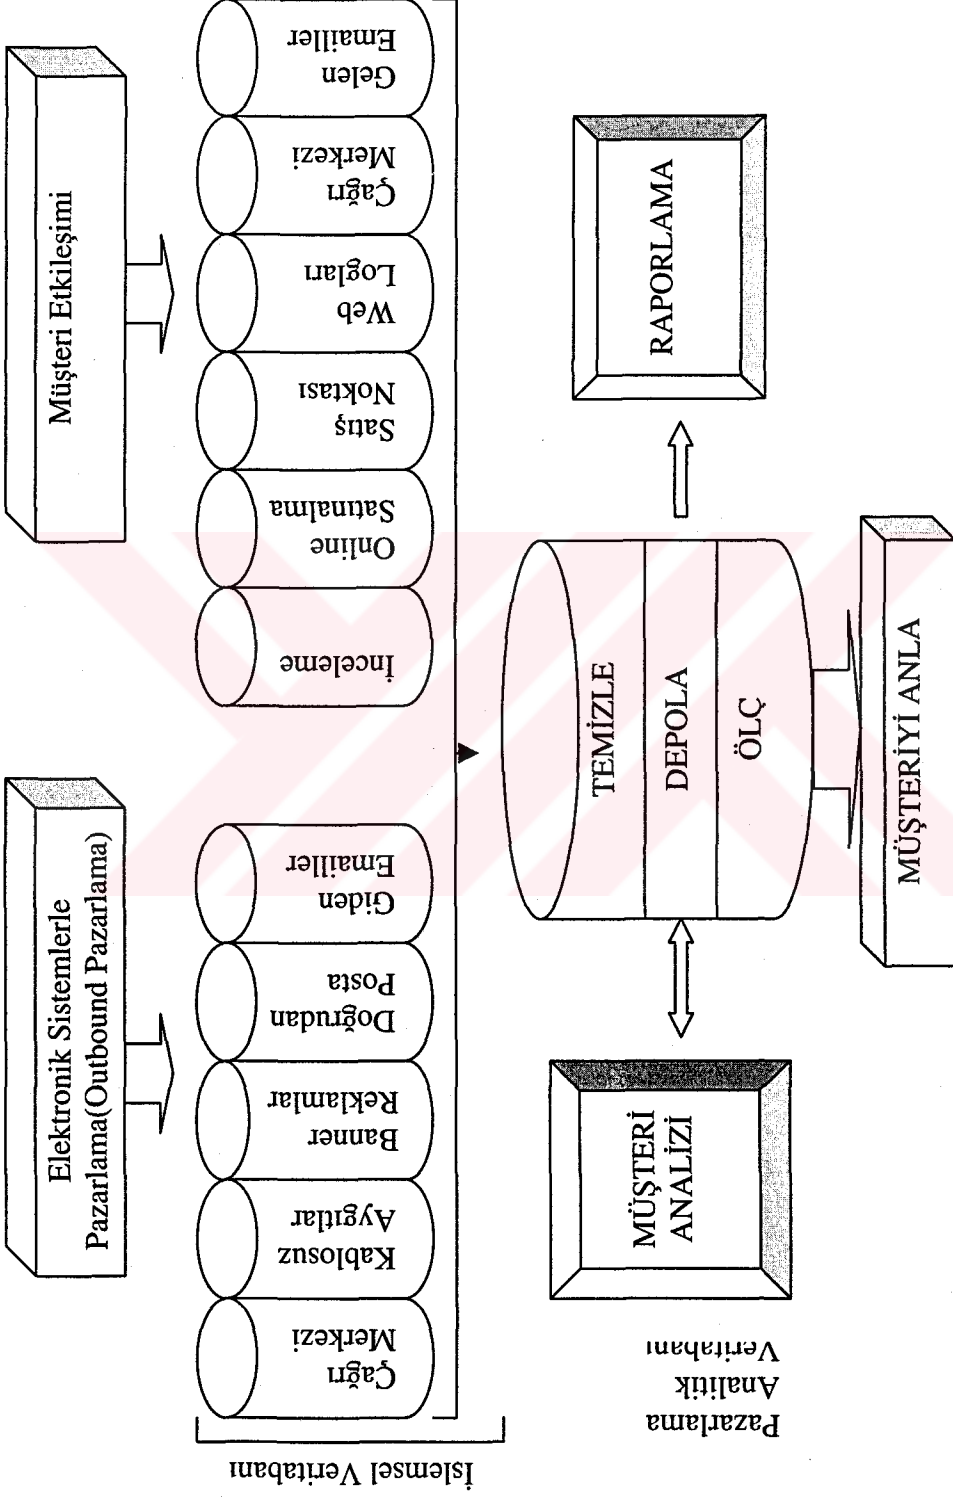 Elektronik Sistemlerle
Pazarlama(Outbound Pazarlama)
Müşteri Etkileşimi
İşlemsel Veritabanı
Çağrı
Merkezi
Kablosuz
Aygıtlar
Banner
Reklamlar
Doğrudan
Posta
Giden
Emailler
İnceleme
Online
Satınalma
Satış
Noktası
Web
Logları
Çağrı
Merkezi
Gelen
Emailler
Pazarlama
Analitik
Veritabanı
MÜŞTERİ
ANALİZİ
TEMİZLE
DEPOLA
ÖLÇ
RAPORLAMA
MÜŞTERİYİ ANLA